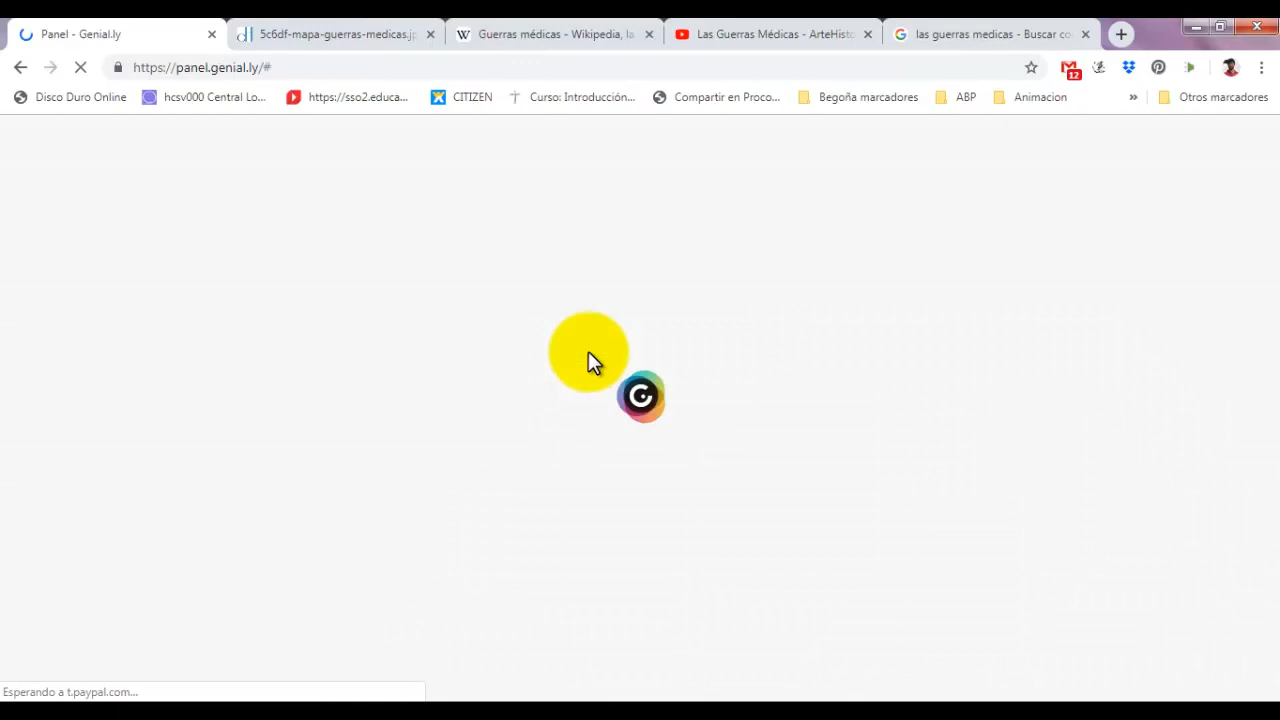 Panel - Genial.ly
5c6df-mapa-guerras-medicas.jp
Guerras Médicas - Wikipedia, la
Las Guerras Médicas - ArteHisto
las guerras medicas - Buscar co
https://panel.genial.ly/#
12
Disco Duro Online
hcsv000 Central Lo...
https://sso2.educa...
CITIZEN
Curso: Introducción...
Compartir en Proco...
Begoña marcadores
ABP
Animacion
»
Otros marcadores
Esperando a t.paypal.com...